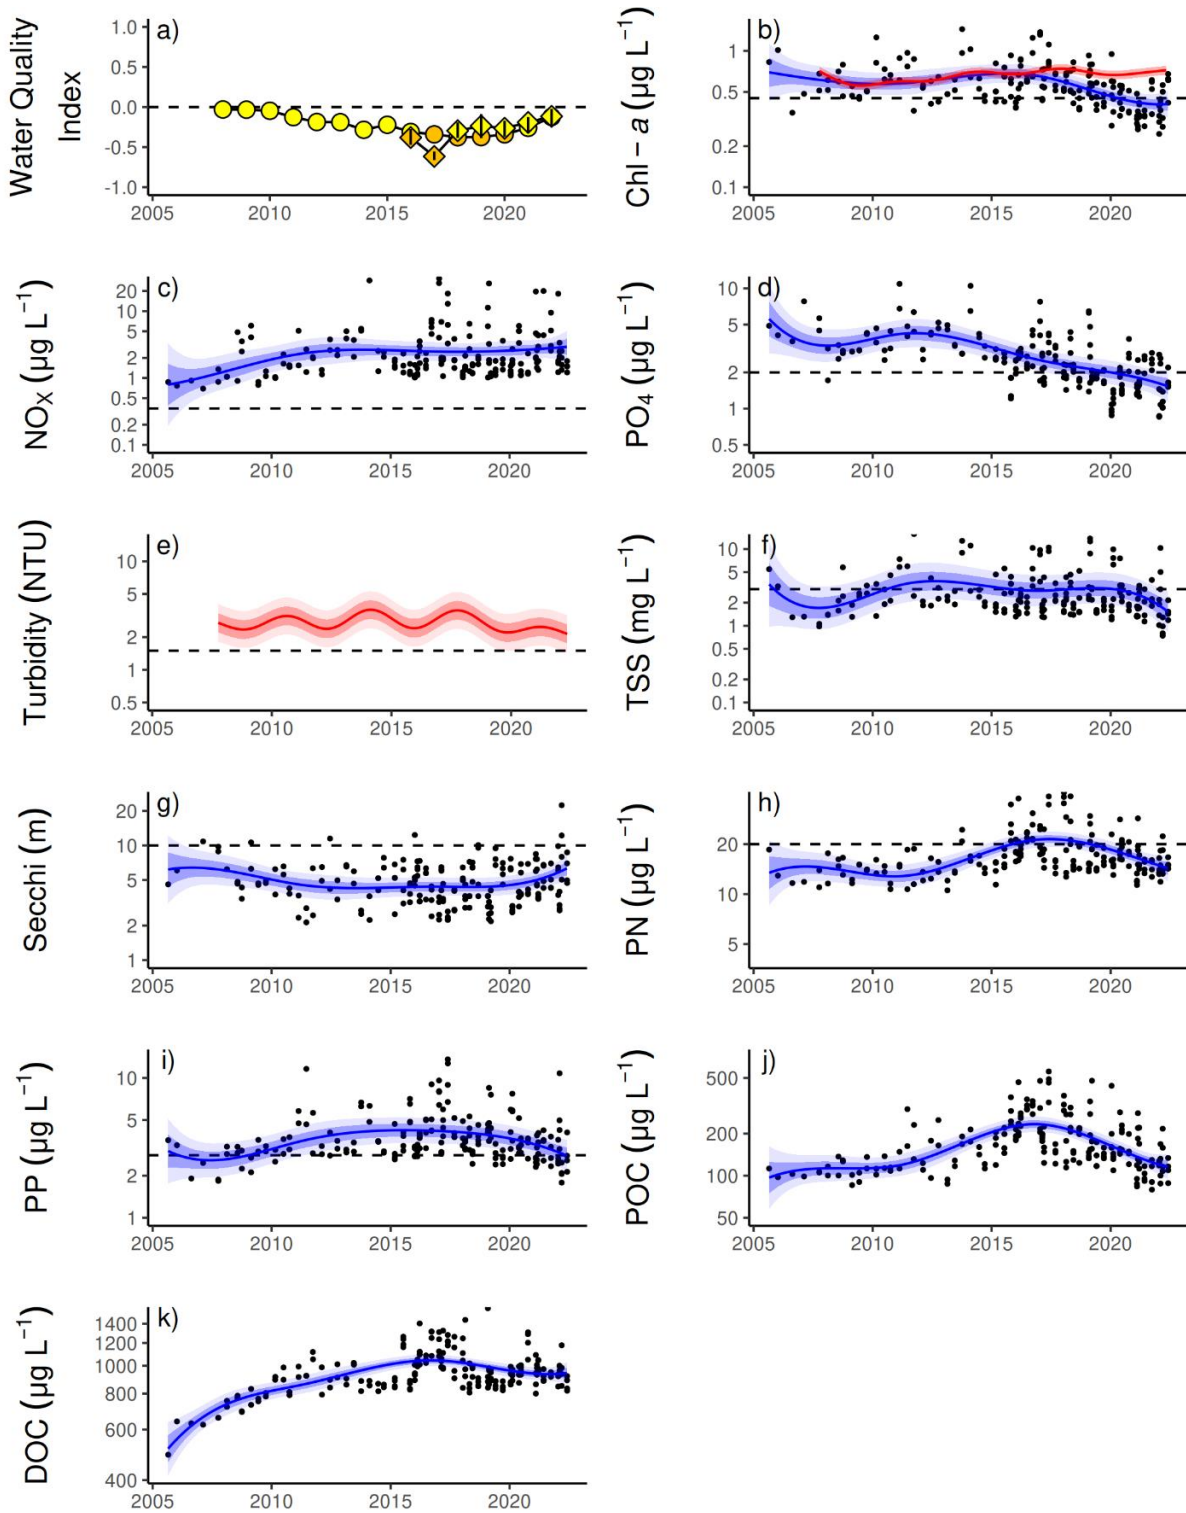 a)
Water Quality
Index
1.0
0.5
0.0
-0.5
-1.0
2005 2010 2015 2020
b)
Chl − a (µg L⁻¹)
1
0.5
0.2
0.1
2005 2010 2015 2020
c)
NOX (µg L⁻¹)
20
10
5
2
1
0.5
0.2
0.1
2005 2010 2015 2020
d)
PO4 (µg L⁻¹)
10
5
2
1
0.5
2005 2010 2015 2020
e)
Turbidity (NTU)
10
5
2
1
0.5
2005 2010 2015 2020
f)
TSS (mg L⁻¹)
10
5
2
1
0.5
0.2
0.1
2005 2010 2015 2020
g)
Secchi (m)
20
10
5
2
1
2005 2010 2015 2020
h)
PN (µg L⁻¹)
20
10
5
2005 2010 2015 2020
i)
PP (µg L⁻¹)
10
5
2
1
2005 2010 2015 2020
j)
POC (µg L⁻¹)
500
200
100
50
2005 2010 2015 2020
k)
DOC (µg L⁻¹)
1400
1200
1000
800
600
400
2005 2010 2015 2020